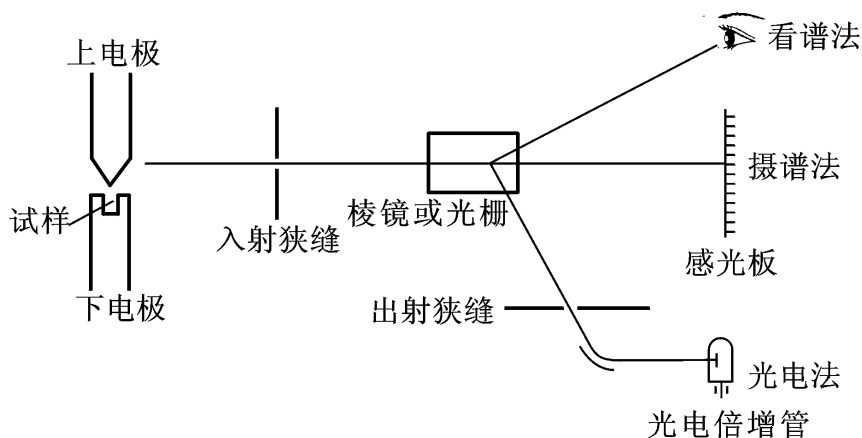 上电极
看谱法
试样
入射狭缝
棱镜或光栅
摄谱法
感光板
下电极
出射狭缝
光电法
光电倍增管